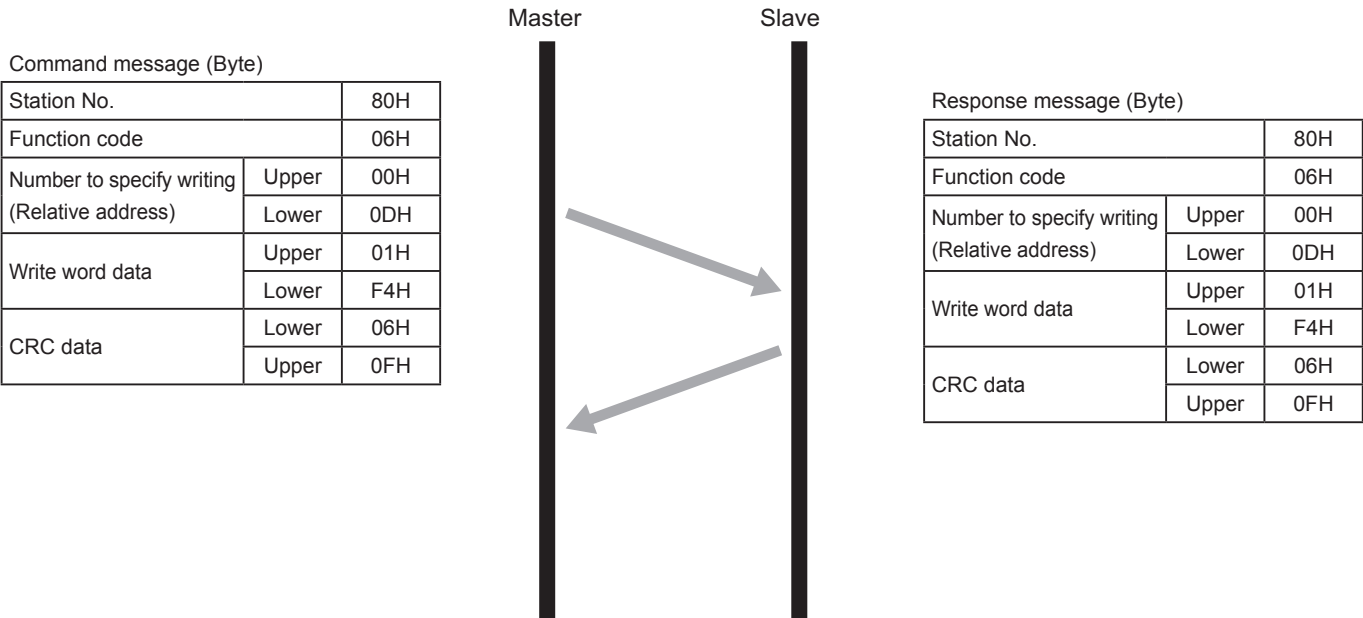 Master Slave
Command message (Byte)
Station No. 80H
Function code 06H
Number to specify writing
(Relative address) Upper 00H
Lower 0DH
Write word data Upper 01H
Lower F4H
CRC data Lower 06H
Upper 0FH
Response message (Byte)
Station No. 80H
Function code 06H
Number to specify writing
(Relative address) Upper 00H
Lower 0DH
Write word data Upper 01H
Lower F4H
CRC data Lower 06H
Upper 0FH